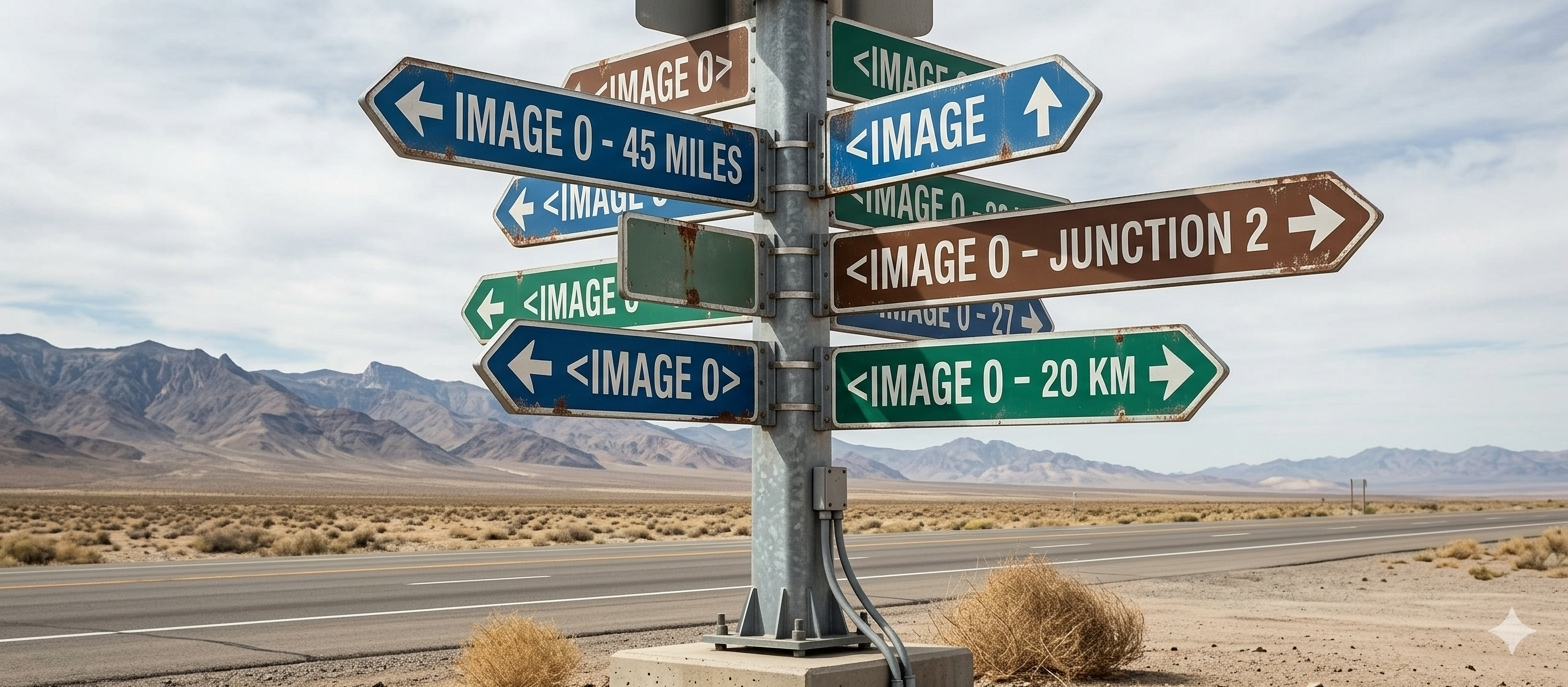 <IMAGE 0>
<IMAGE
IMAGE 0 - 45 MILES
<IMAGE
<IMAGE
<IMAGE 0 -
<IMAGE 0 - JUNCTION 2
<IMAGE
IMAGE 0 - 27
<IMAGE 0>
<IMAGE 0 - 20 KM